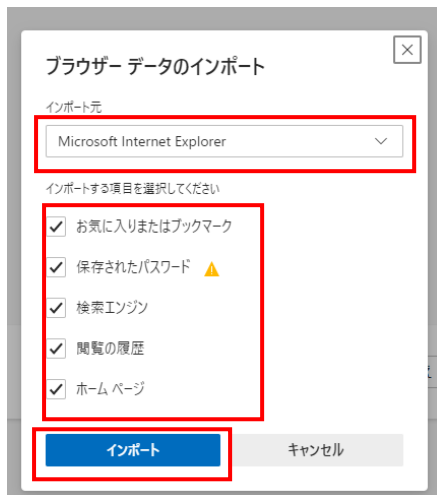 ブラウザー データのインポート
インポート元
Microsoft Internet Explorer
インポートする項目を選択してください
お気に入りまたはブックマーク
保存されたパスワード
検索エンジン
閲覧の履歴
ホーム ページ
インポート
キャンセル